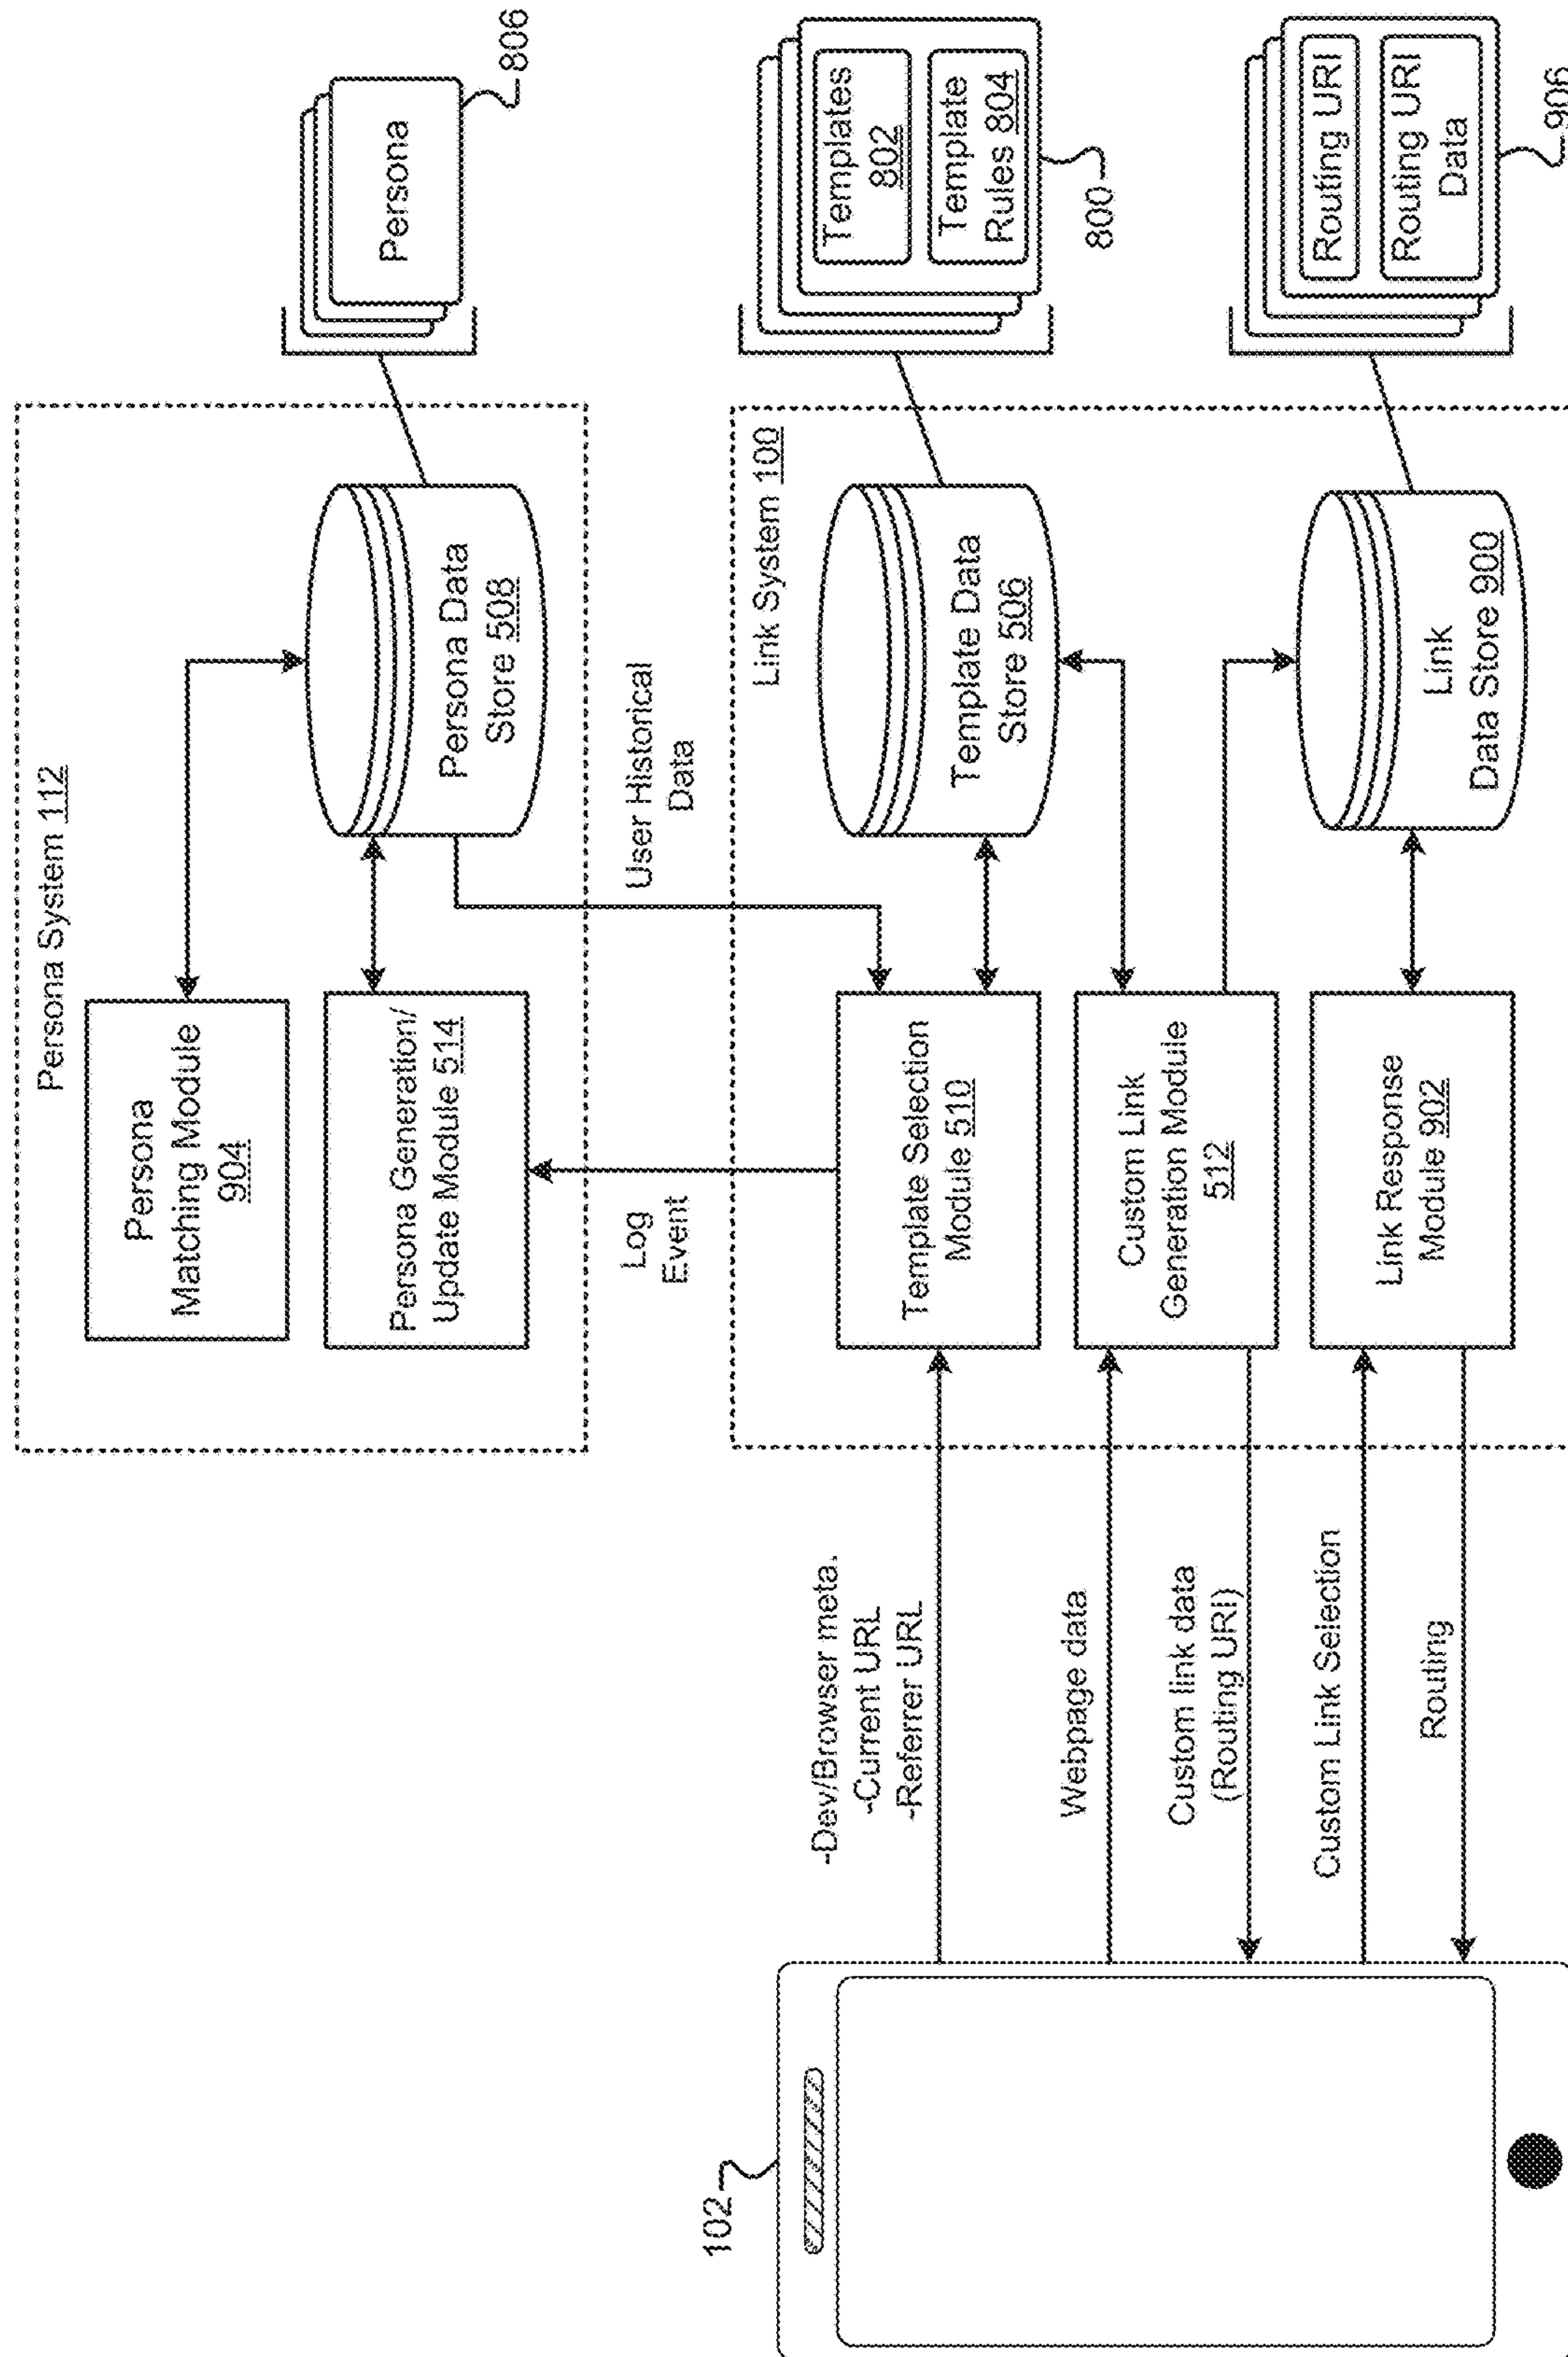 Persona System 112
Persona
Matching Module
904
Persona Generation/
Update Module 514
Persona Data
Store 508
Persona
806
Log
Event
User Historical
Data
Link System 100
102
-Dev/Browser meta.
-Current URL
-Referrer URL
Template Selection
Module 510
Template Data
Store 506
Templates
802
Template
Rules 804
800
Webpage data
Custom link data
(Routing URI)
Custom Link
Generation Module
512
Custom Link Selection
Routing
Link Response
Module 902
Link
Data Store 900
Routing URI
Routing URI
Data
906